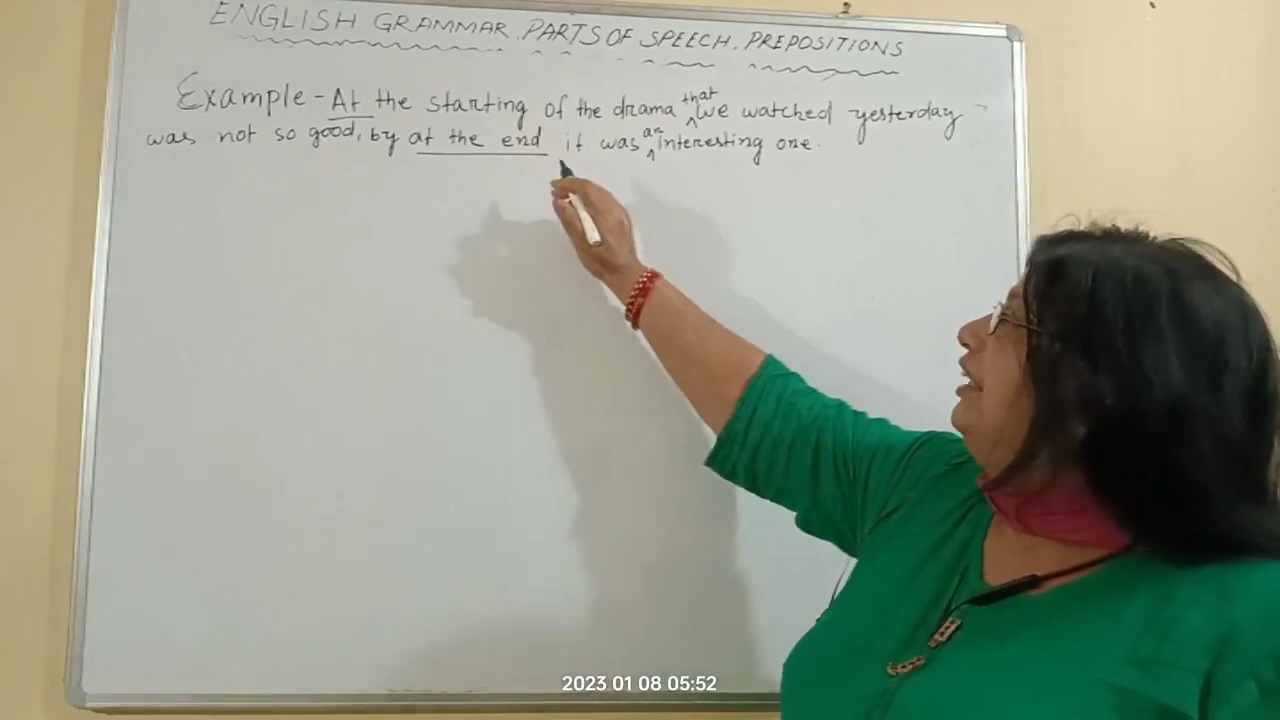 ENGLISH GRAMMAR. PARTS OF SPEECH. PREPOSITIONS
Example - At the starting of the drama that we watched yesterday
was not so good, by at the end it was an interesting one.
2023 01 08 05:52